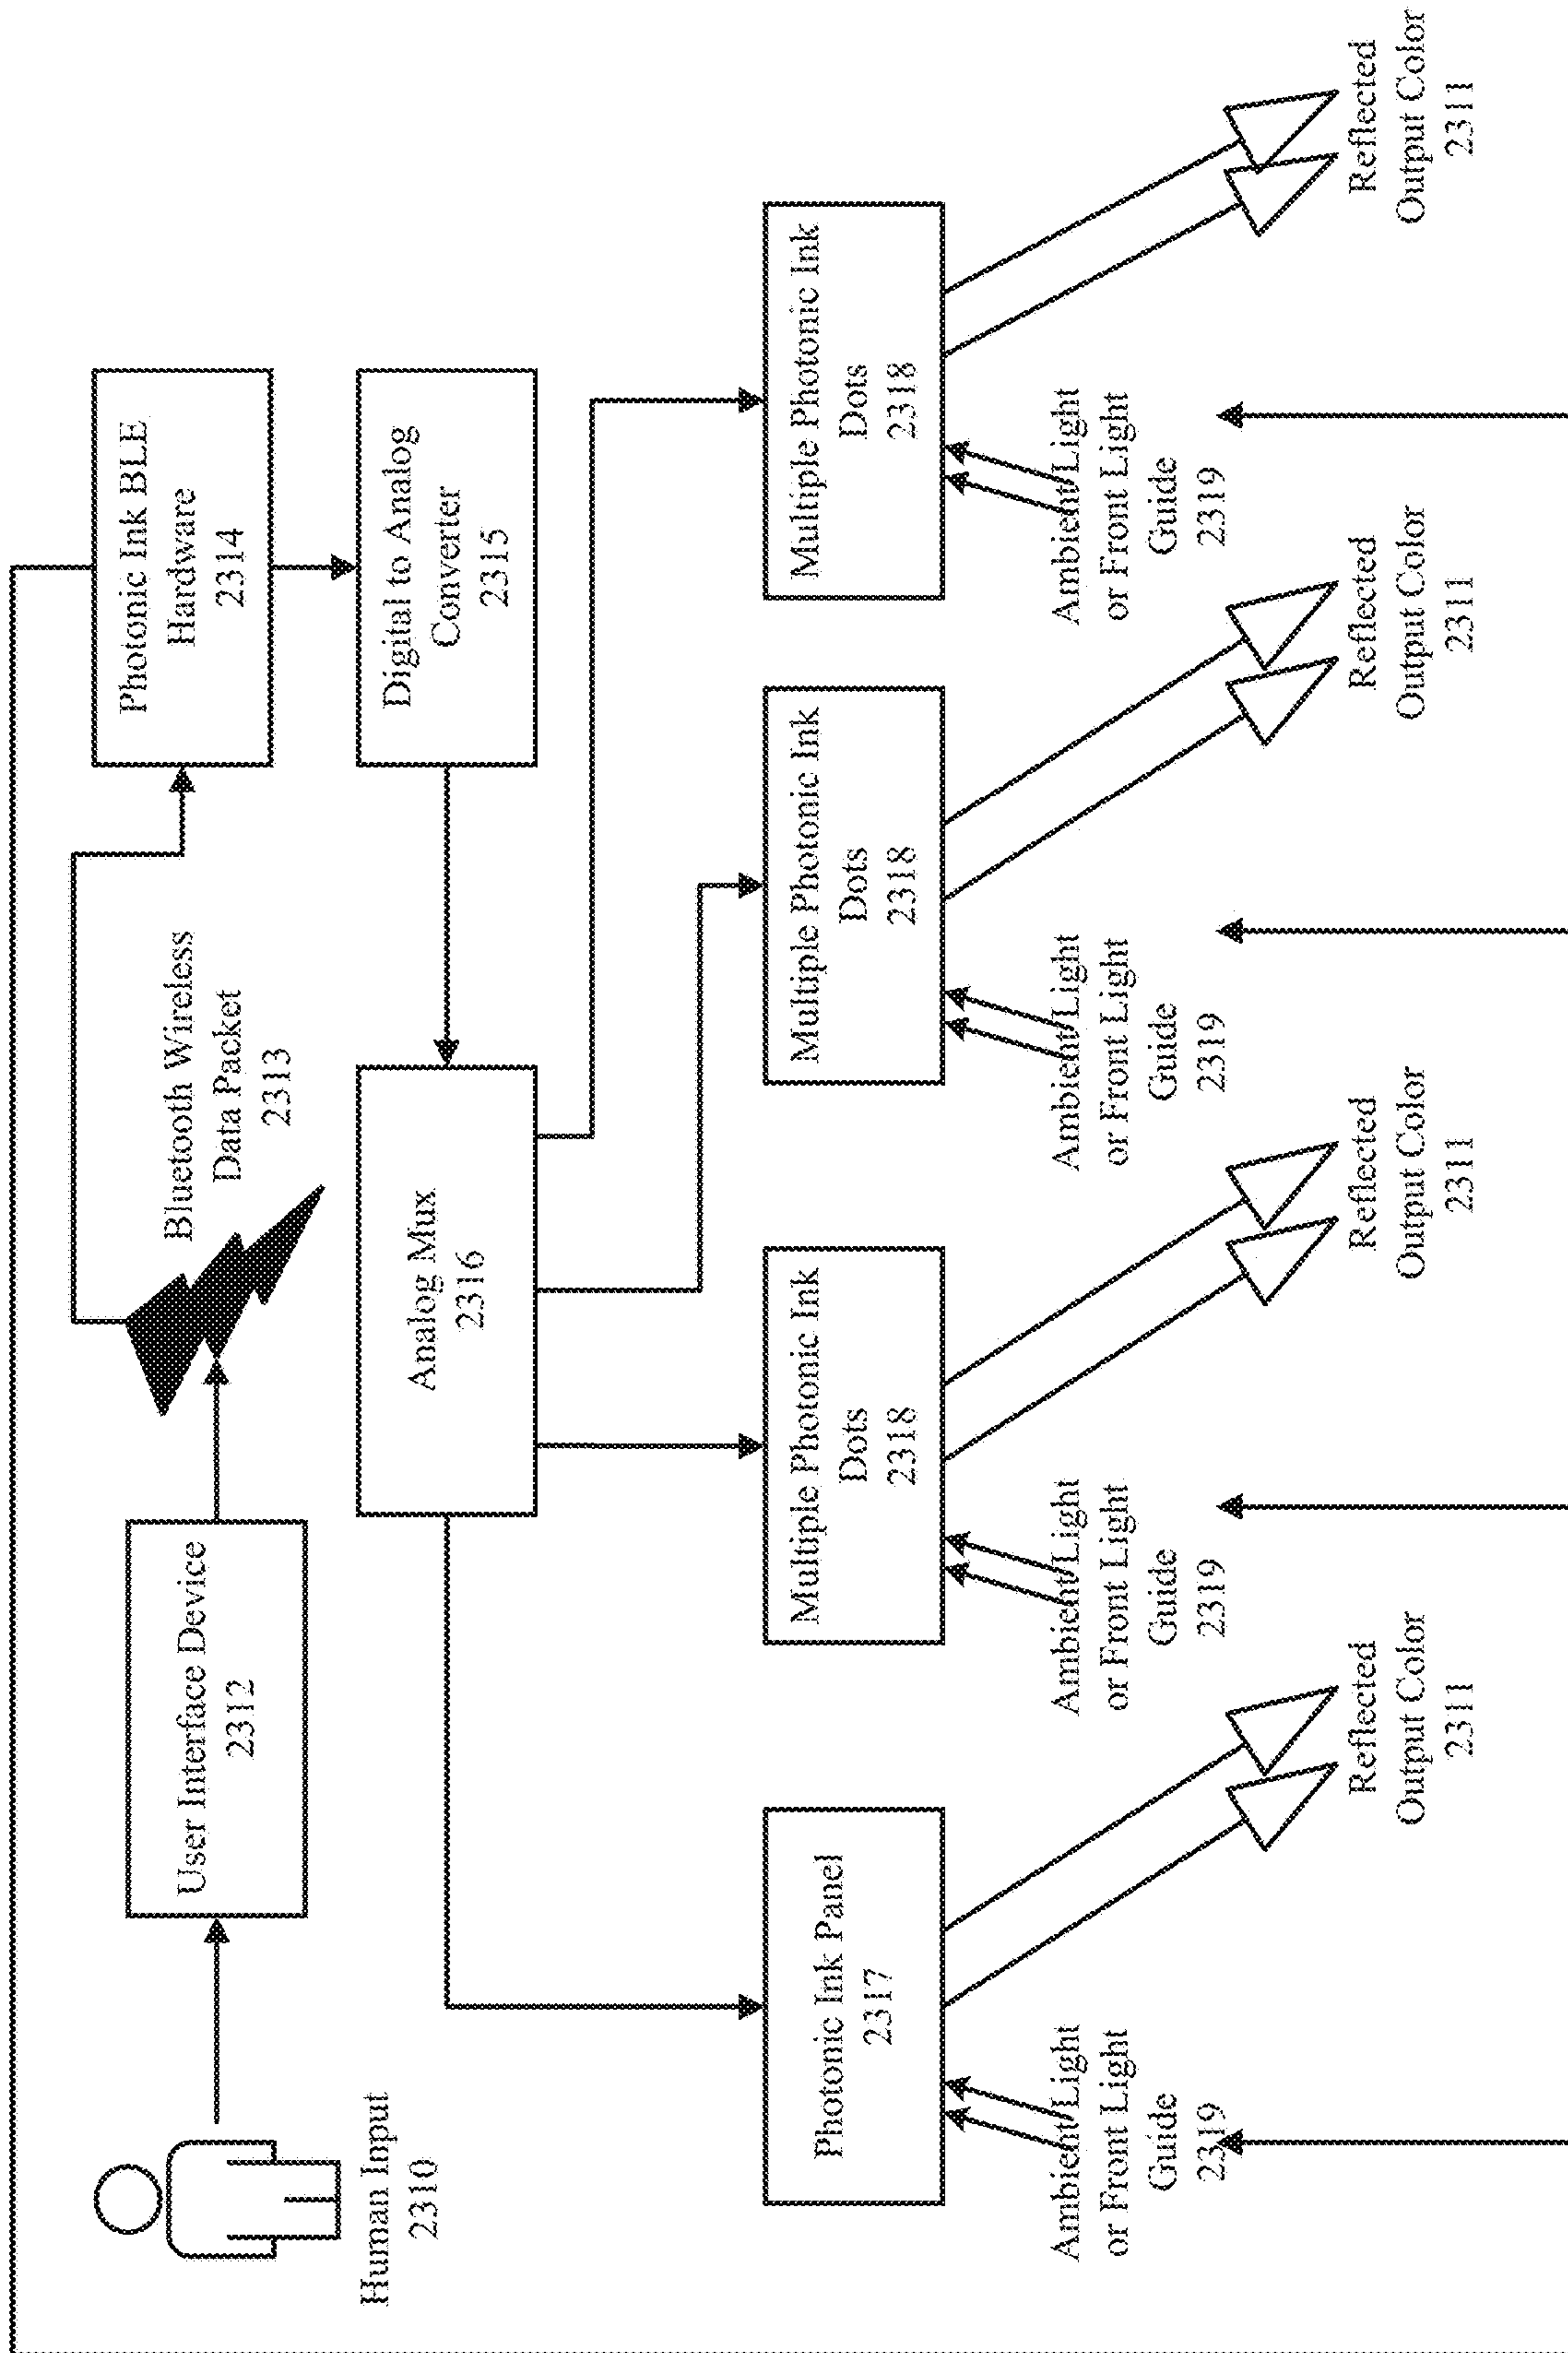 Human Input
2310
User Interface Device
2312
Bluetooth Wireless
Data Packet
2313
Photonic Ink BLE
Hardware
2314
Digital to Analog
Converter
2315
Analog Mux
2316
Photonic Ink Panel
2317
Multiple Photonic Ink
Dots
2318
Multiple Photonic Ink
Dots
2318
Multiple Photonic Ink
Dots
2318
Ambient Light
or Front Light
Guide
2319
Ambient Light
or Front Light
Guide
2319
Ambient Light
or Front Light
Guide
2319
Ambient Light
or Front Light
Guide
2319
Reflected
Output Color
2311
Reflected
Output Color
2311
Reflected
Output Color
2311
Reflected
Output Color
2311